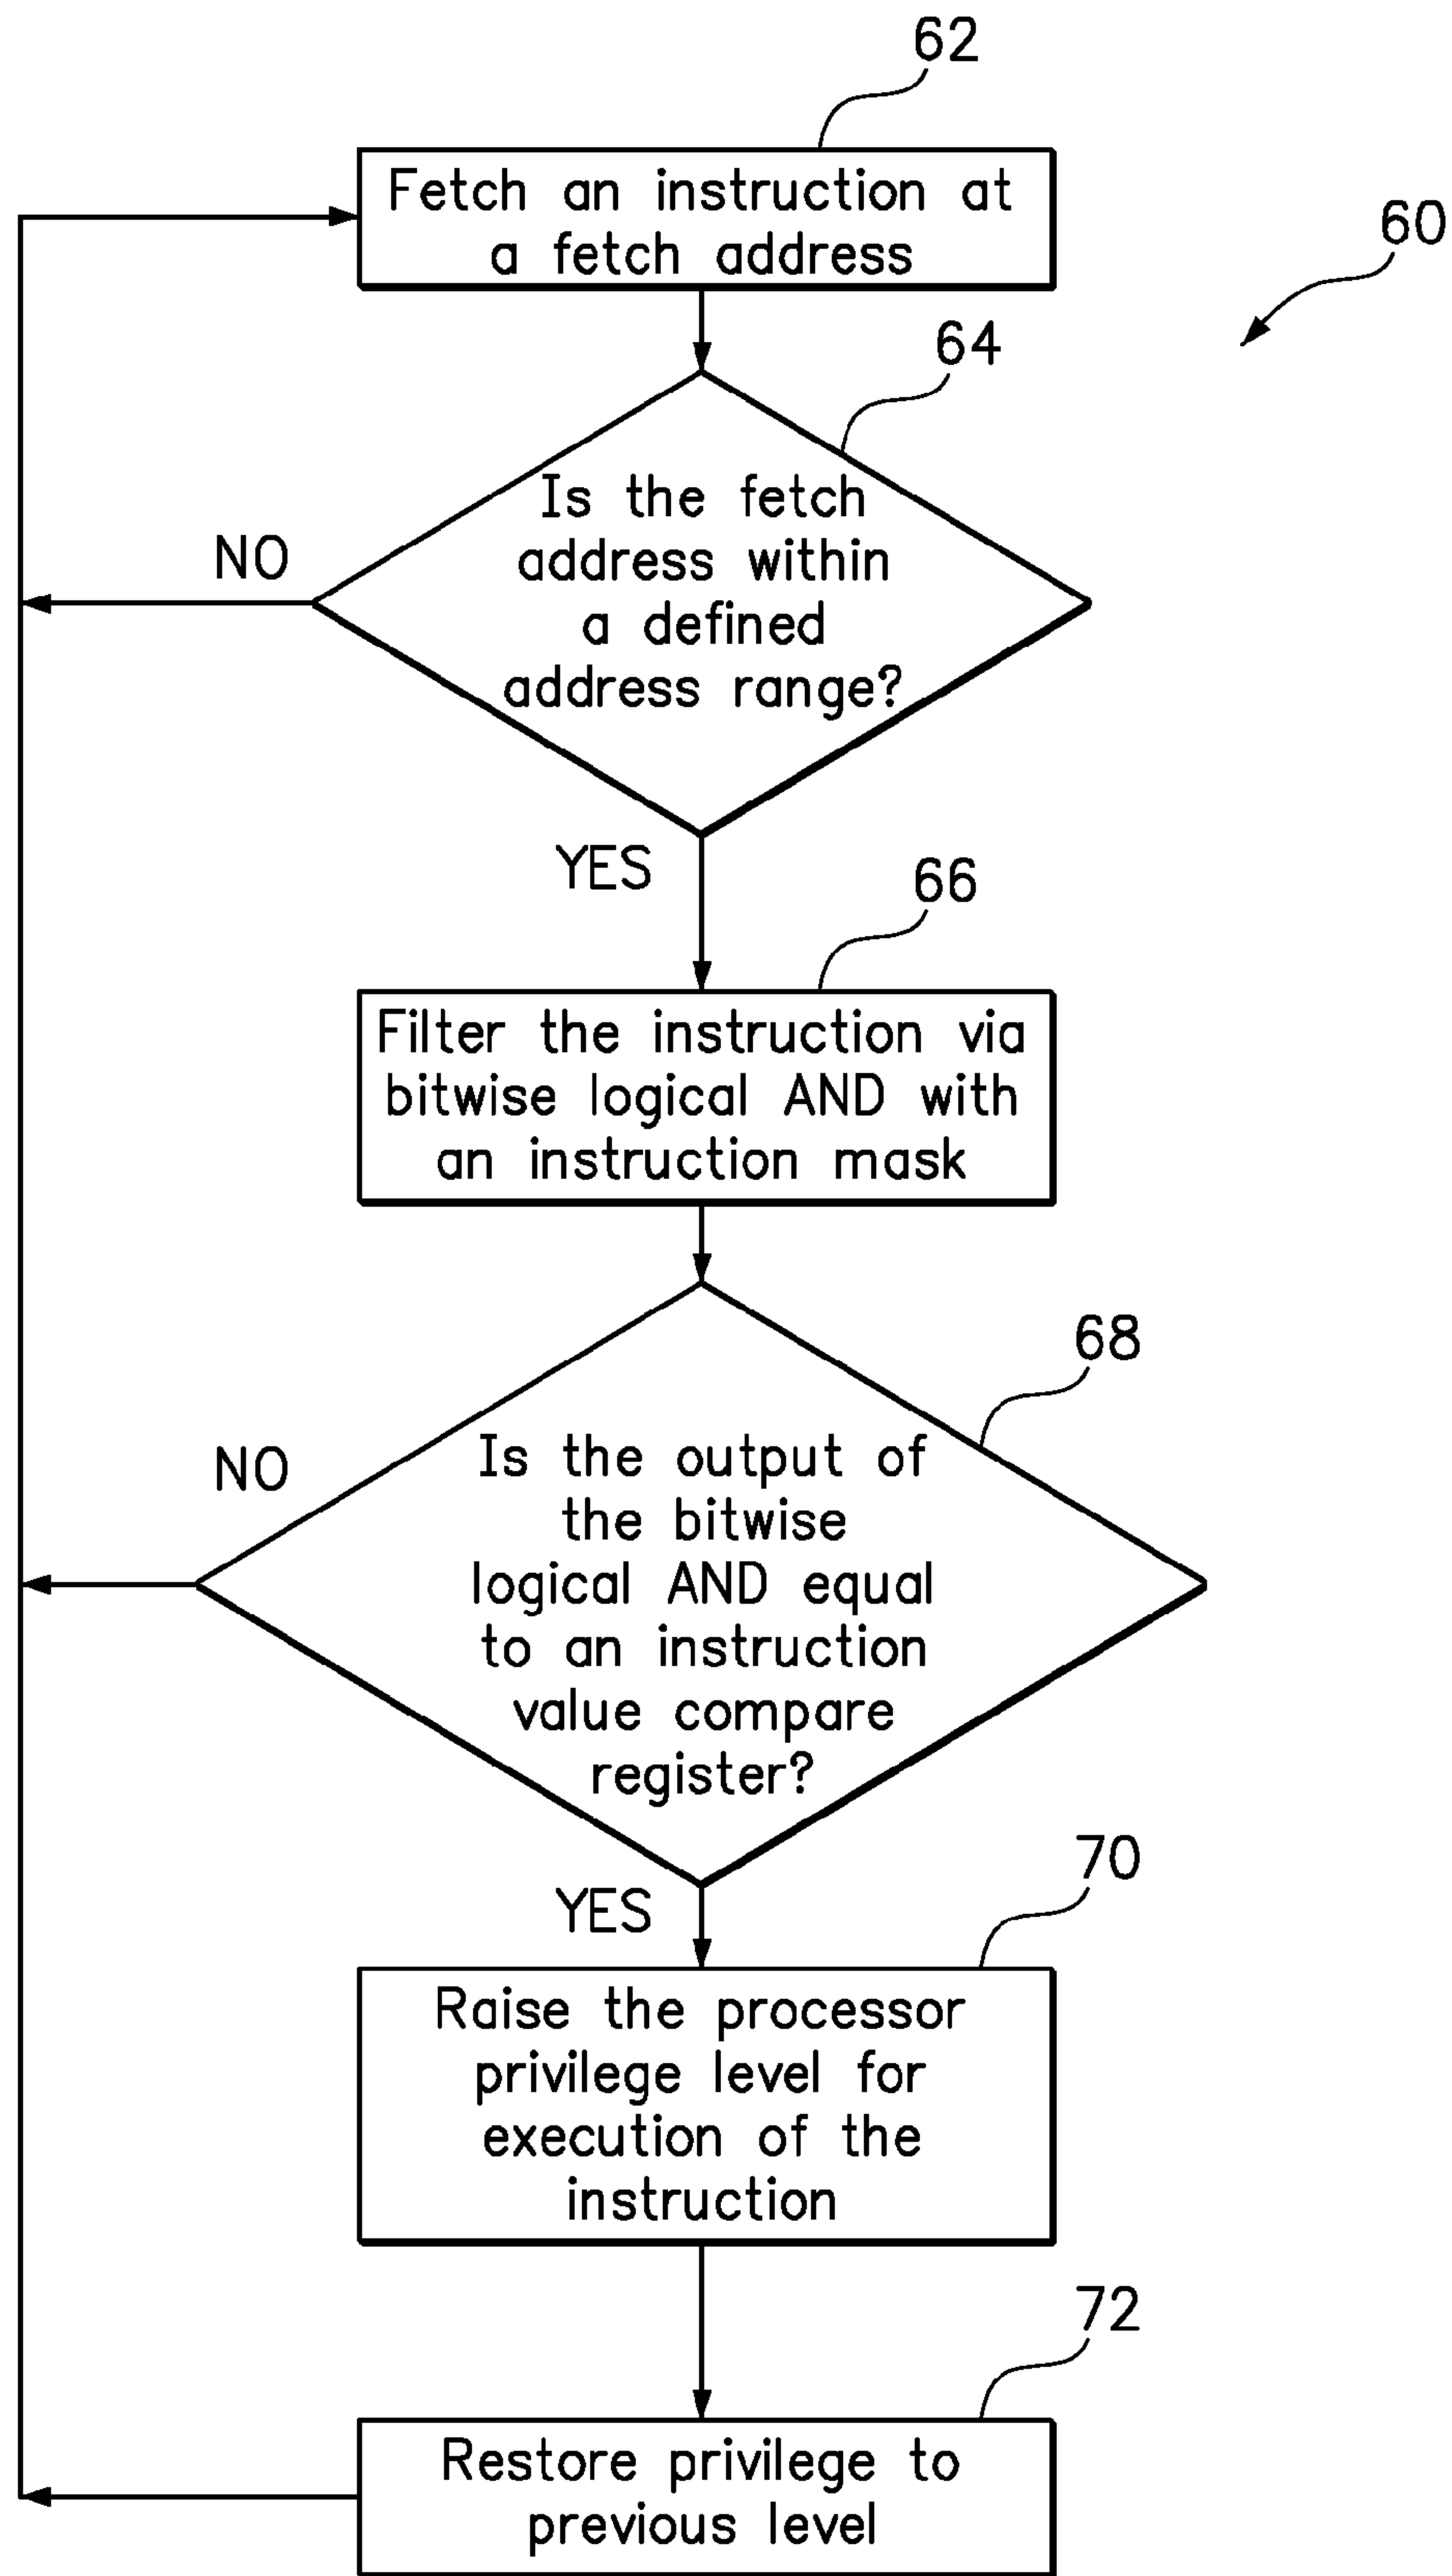 62
Fetch an instruction at
a fetch address
60
64
Is the fetch
address within
a defined
address range?
NO
YES
66
Filter the instruction via
bitwise logical AND with
an instruction mask
68
Is the output of
the bitwise
logical AND equal
to an instruction
value compare
register?
NO
YES
70
Raise the processor
privilege level for
execution of the
instruction
72
Restore privilege to
previous level